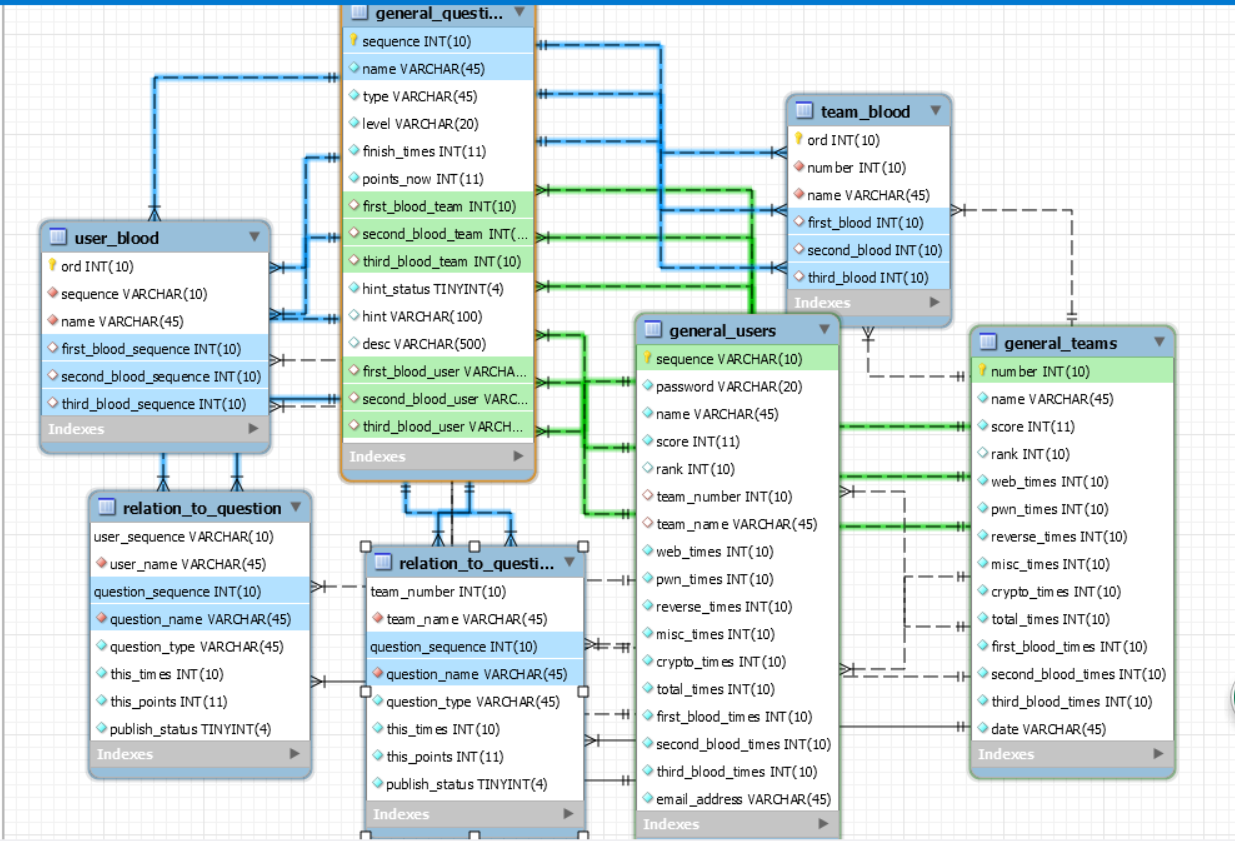 general_questi...
sequence INT(10)
name VARCHAR(45)
type VARCHAR(45)
level VARCHAR(20)
finish_times INT(11)
points_now INT(11)
first_blood_team INT(10)
second_blood_team INT(...
third_blood_team INT(10)
hint_status TINYINT(4)
hint VARCHAR(100)
desc VARCHAR(500)
first_blood_user VARCHA...
second_blood_user VARC...
third_blood_user VARCH...
Indexes
team_blood
ord INT(10)
number INT(10)
name VARCHAR(45)
first_blood INT(10)
second_blood INT(10)
third_blood INT(10)
Indexes
user_blood
ord INT(10)
sequence VARCHAR(10)
name VARCHAR(45)
first_blood_sequence INT(10)
second_blood_sequence INT(10)
third_blood_sequence INT(10)
Indexes
general_users
sequence VARCHAR(10)
password VARCHAR(20)
name VARCHAR(45)
score INT(11)
rank INT(10)
team_number INT(10)
team_name VARCHAR(45)
web_times INT(10)
pwn_times INT(10)
reverse_times INT(10)
misc_times INT(10)
crypto_times INT(10)
total_times INT(10)
first_blood_times INT(10)
second_blood_times INT(10)
third_blood_times INT(10)
email_address VARCHAR(45)
Indexes
general_teams
number INT(10)
name VARCHAR(45)
score INT(11)
rank INT(10)
web_times INT(10)
pwn_times INT(10)
reverse_times INT(10)
misc_times INT(10)
crypto_times INT(10)
total_times INT(10)
first_blood_times INT(10)
second_blood_times INT(10)
third_blood_times INT(10)
date VARCHAR(45)
Indexes
relation_to_question
user_sequence VARCHAR(10)
user_name VARCHAR(45)
question_sequence INT(10)
question_name VARCHAR(45)
question_type VARCHAR(45)
this_times INT(10)
this_points INT(11)
publish_status TINYINT(4)
Indexes
relation_to_questi...
team_number INT(10)
team_name VARCHAR(45)
question_sequence INT(10)
question_name VARCHAR(45)
question_type VARCHAR(45)
this_times INT(10)
this_points INT(11)
publish_status TINYINT(4)
Indexes